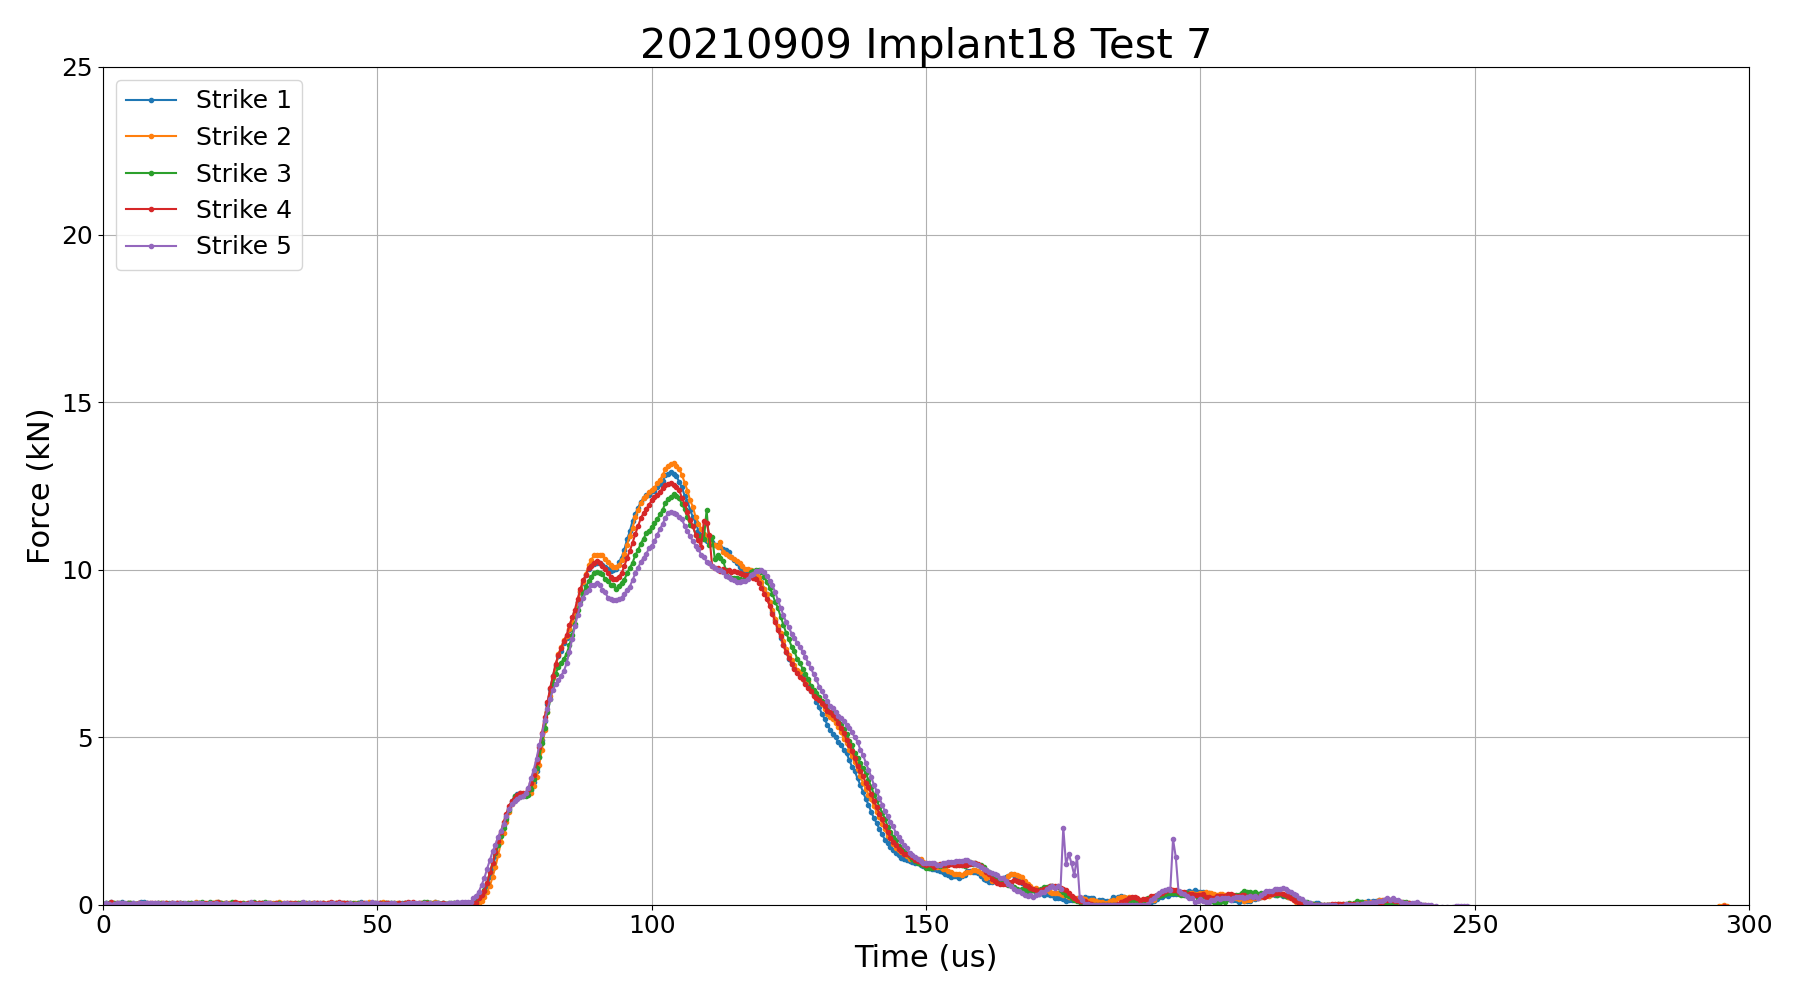 20210909 Implant18 Test 7
25
20
15
10
5
0
Force (kN)
Strike 1
Strike 2
Strike 3
Strike 4
Strike 5
0 50 100 150 200 250 300
Time (us)